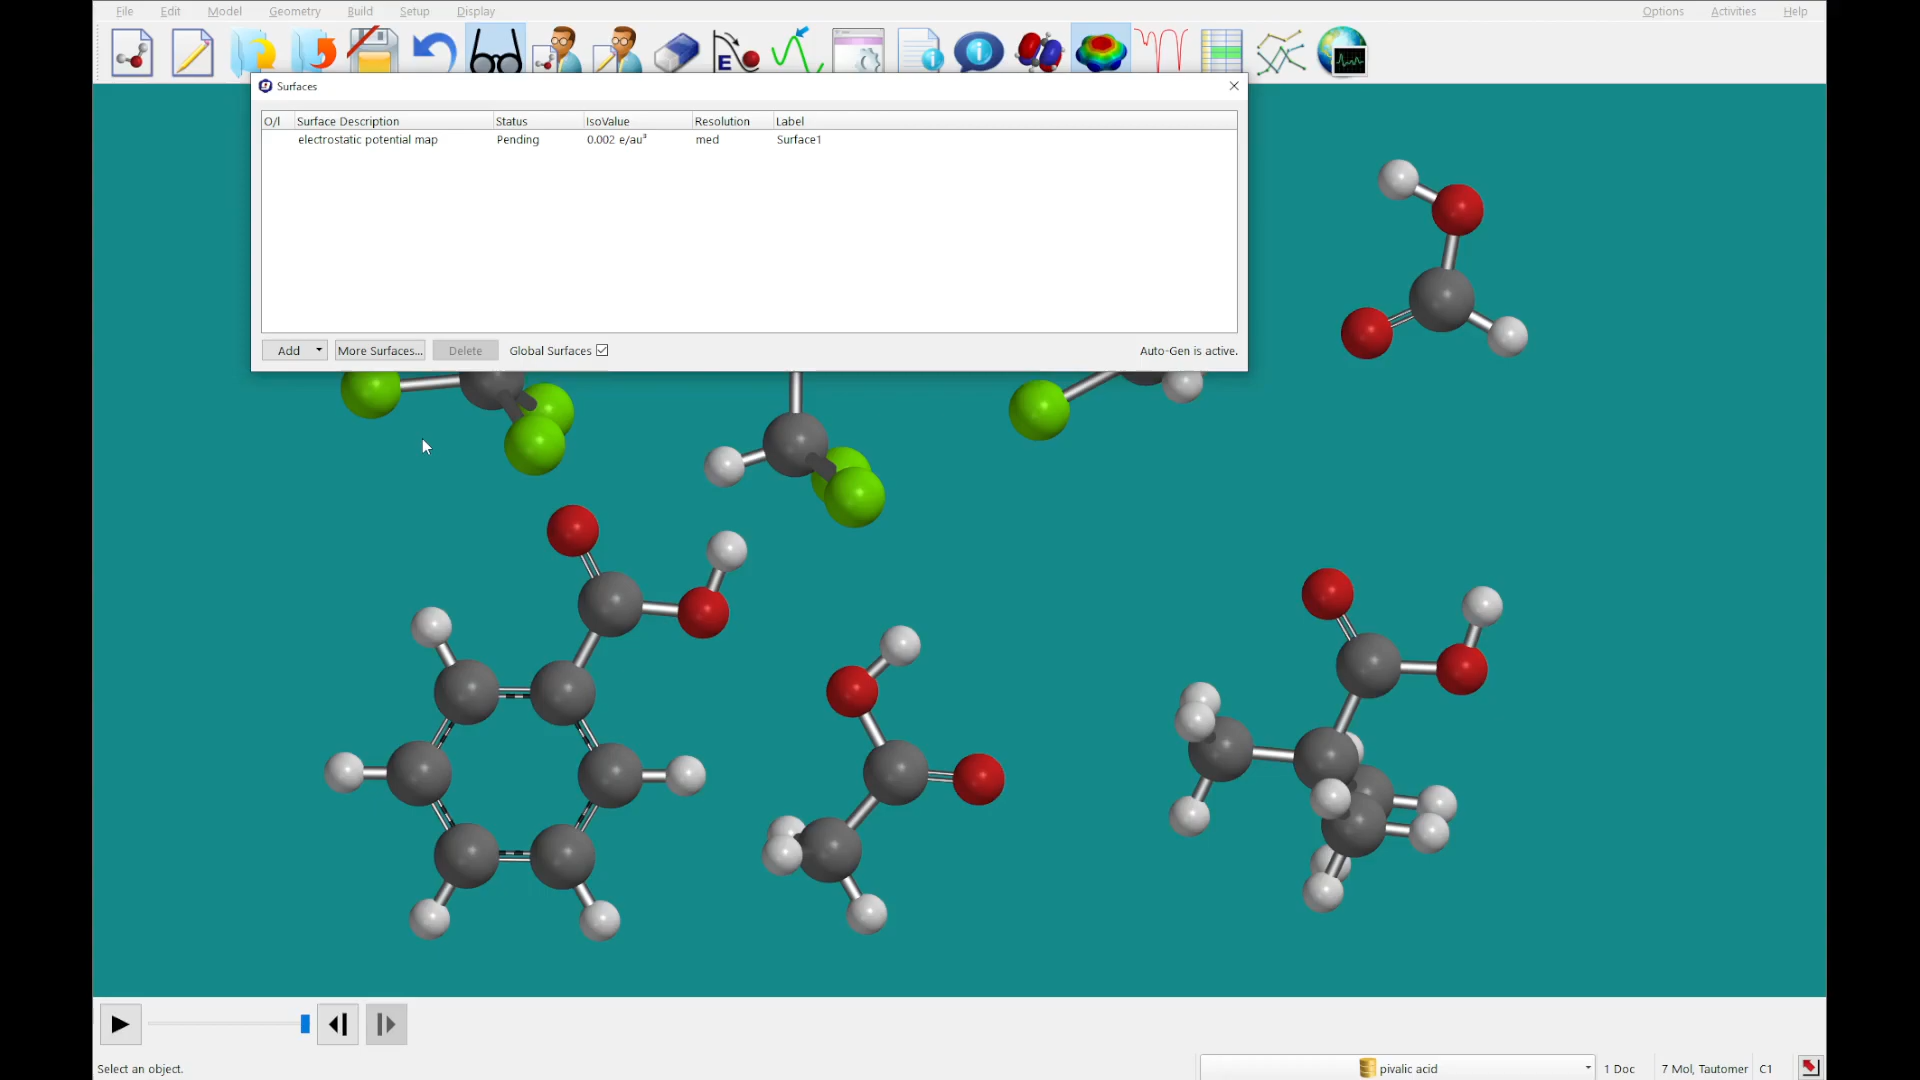 File Edit Model Geometry Build Setup Display Options Activities Help
E
Surfaces
O/I Surface Description Status IsoValue Resolution Label
electrostatic potential map Pending 0.002 e/au³ med Surface1
Add More Surfaces... Delete Global Surfaces Auto-Gen is active.
Select an object. pivalic acid 1 Doc 7 Mol, Tautomer C1